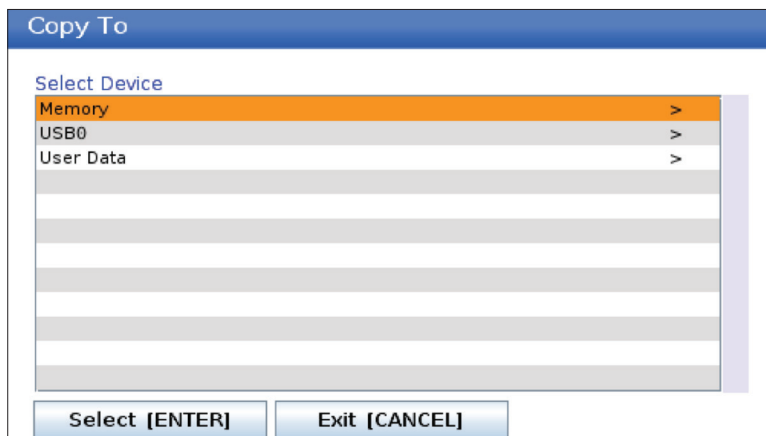 Copy To
Select Device
Memory >
USB0 >
User Data >
Select [ENTER] Exit [CANCEL]